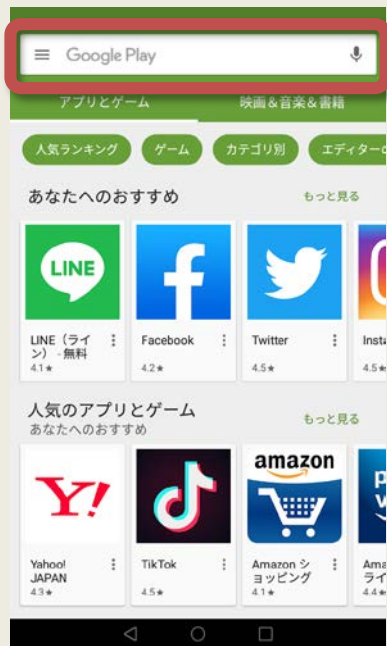 Google Play
アプリとゲーム
映画&音楽&書籍
人気ランキング
ゲーム
カテゴリ別
エディターの
あなたへのおすすめ
もっと見る
LINE
f
LINE（ライ
ン） - 無料
4.1★
Facebook
4.2★
Twitter
4.5★
Insta
4.5★
人気のアプリとゲーム
あなたへのおすすめ
もっと見る
Y!
amazon
Yahoo!
JAPAN
4.3★
TikTok
4.5★
Amazon シ
ョッピング
4.1★
Ama
ライ
4.4★